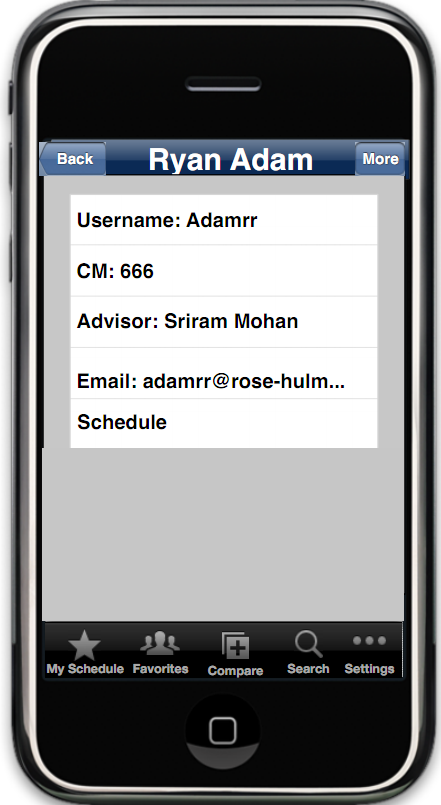 Back Ryan Adam More
Username: Adamrr
CM: 666
Advisor: Sriram Mohan
Email: adamrr@rose-hulm...
Schedule
My Schedule Favorites Compare Search Settings